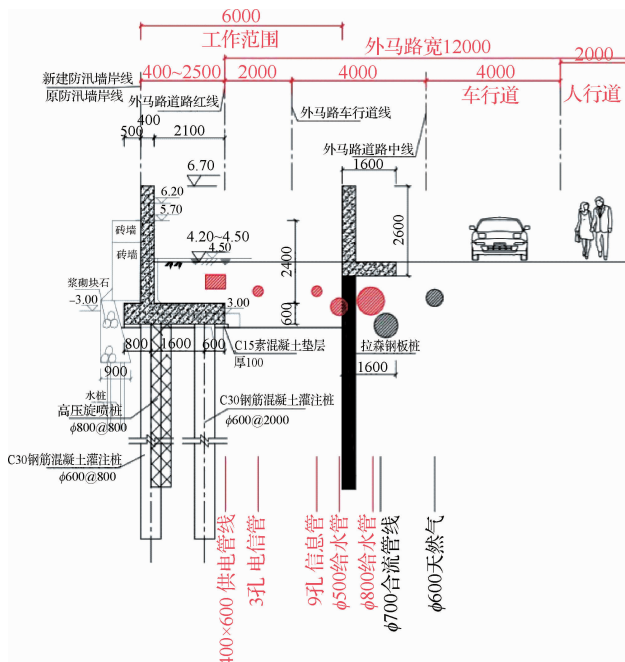 6000
工作范围
外马路宽12000
2000
新建防汛墙岸线
400~2500
2000
4000
4000
原防汛墙岸线
外马路道路红线
车行道
人行道
400
外马路车行道线
500
2100
外马路道路中线
1600
6.70
6.20
5.70
砖墙
4.20~4.50
4.50
2600
砖墙
2400
浆砌块石
-3.00
3.00
600
C15素混凝土垫层
厚100
拉森钢板桩
800
1600
600
1600
900
水桩
高压旋喷桩
φ800@800
C30钢筋混凝土灌注桩
φ600@2000
C30钢筋混凝土灌注桩
φ600@800
400×600 供电管线
3孔 电信管
9孔 信息管
φ500给水管
φ800给水管
φ700合流管线
φ600天然气